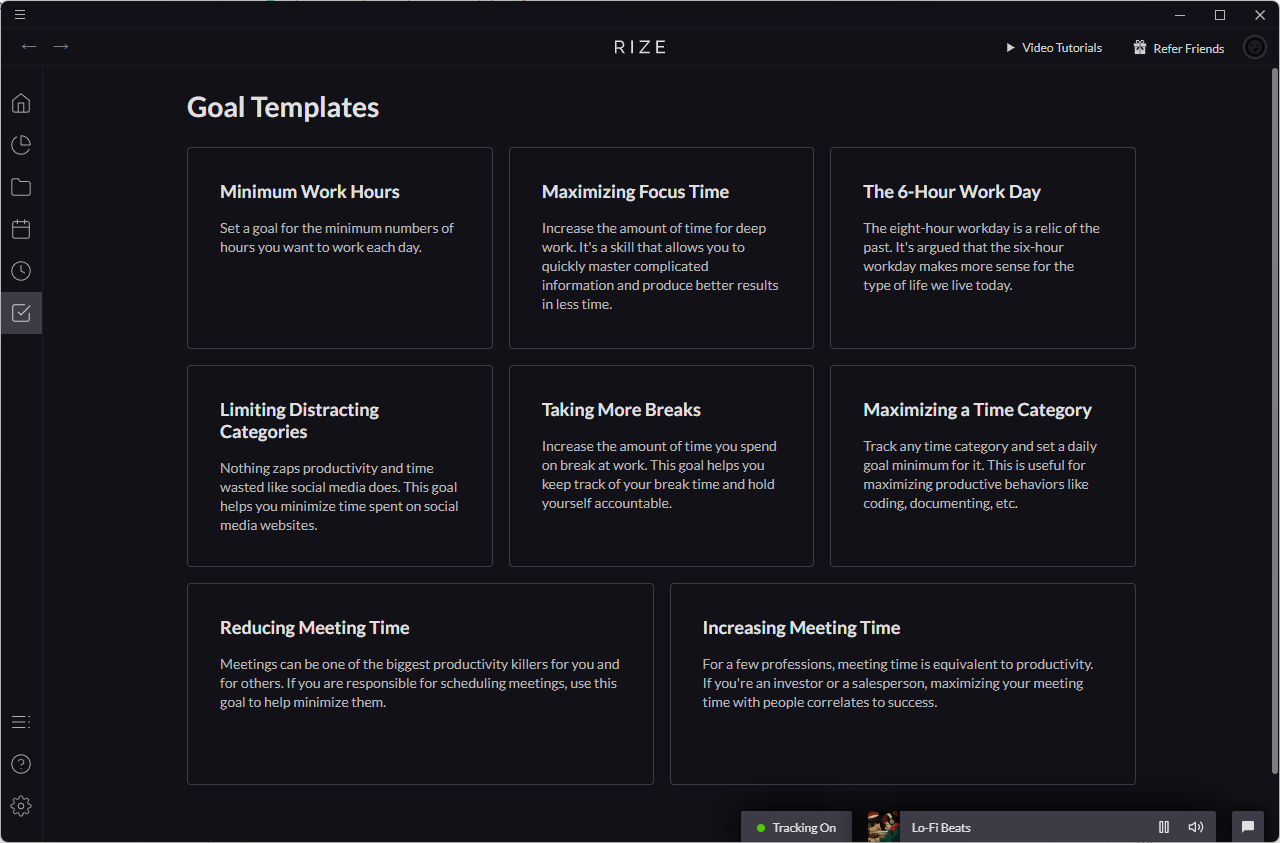 RIZE
Video Tutorials
Refer Friends
Goal Templates
Minimum Work Hours
Set a goal for the minimum numbers of
hours you want to work each day.
Maximizing Focus Time
Increase the amount of time for deep
work. It's a skill that allows you to
quickly master complicated
information and produce better results
in less time.
The 6-Hour Work Day
The eight-hour workday is a relic of the
past. It's argued that the six-hour
workday makes more sense for the
type of life we live today.
Limiting Distracting
Categories
Nothing zaps productivity and time
wasted like social media does. This goal
helps you minimize time spent on social
media websites.
Taking More Breaks
Increase the amount of time you spend
on break at work. This goal helps you
keep track of your break time and hold
yourself accountable.
Maximizing a Time Category
Track any time category and set a daily
goal minimum for it. This is useful for
maximizing productive behaviors like
coding, documenting, etc.
Reducing Meeting Time
Meetings can be one of the biggest productivity killers for you and
for others. If you are responsible for scheduling meetings, use this
goal to help minimize them.
Increasing Meeting Time
For a few professions, meeting time is equivalent to productivity.
If you're an investor or a salesperson, maximizing your meeting
time with people correlates to success.
Tracking On
Lo-Fi Beats